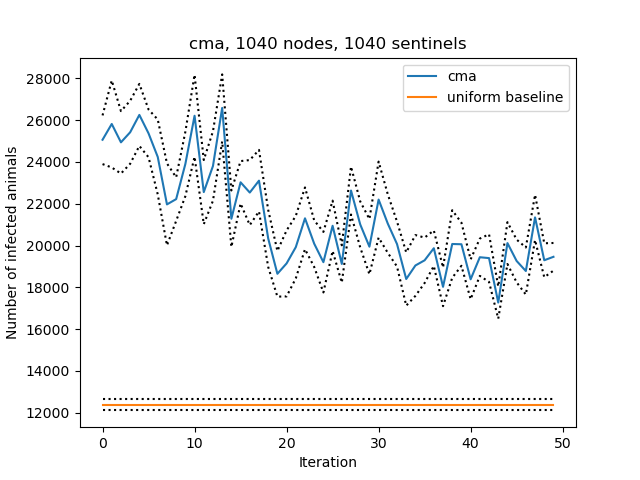 cma, 1040 nodes, 1040 sentinels
cma
uniform baseline
Number of infected animals
28000
26000
24000
22000
20000
18000
16000
14000
12000
0 10 20 30 40 50
Iteration